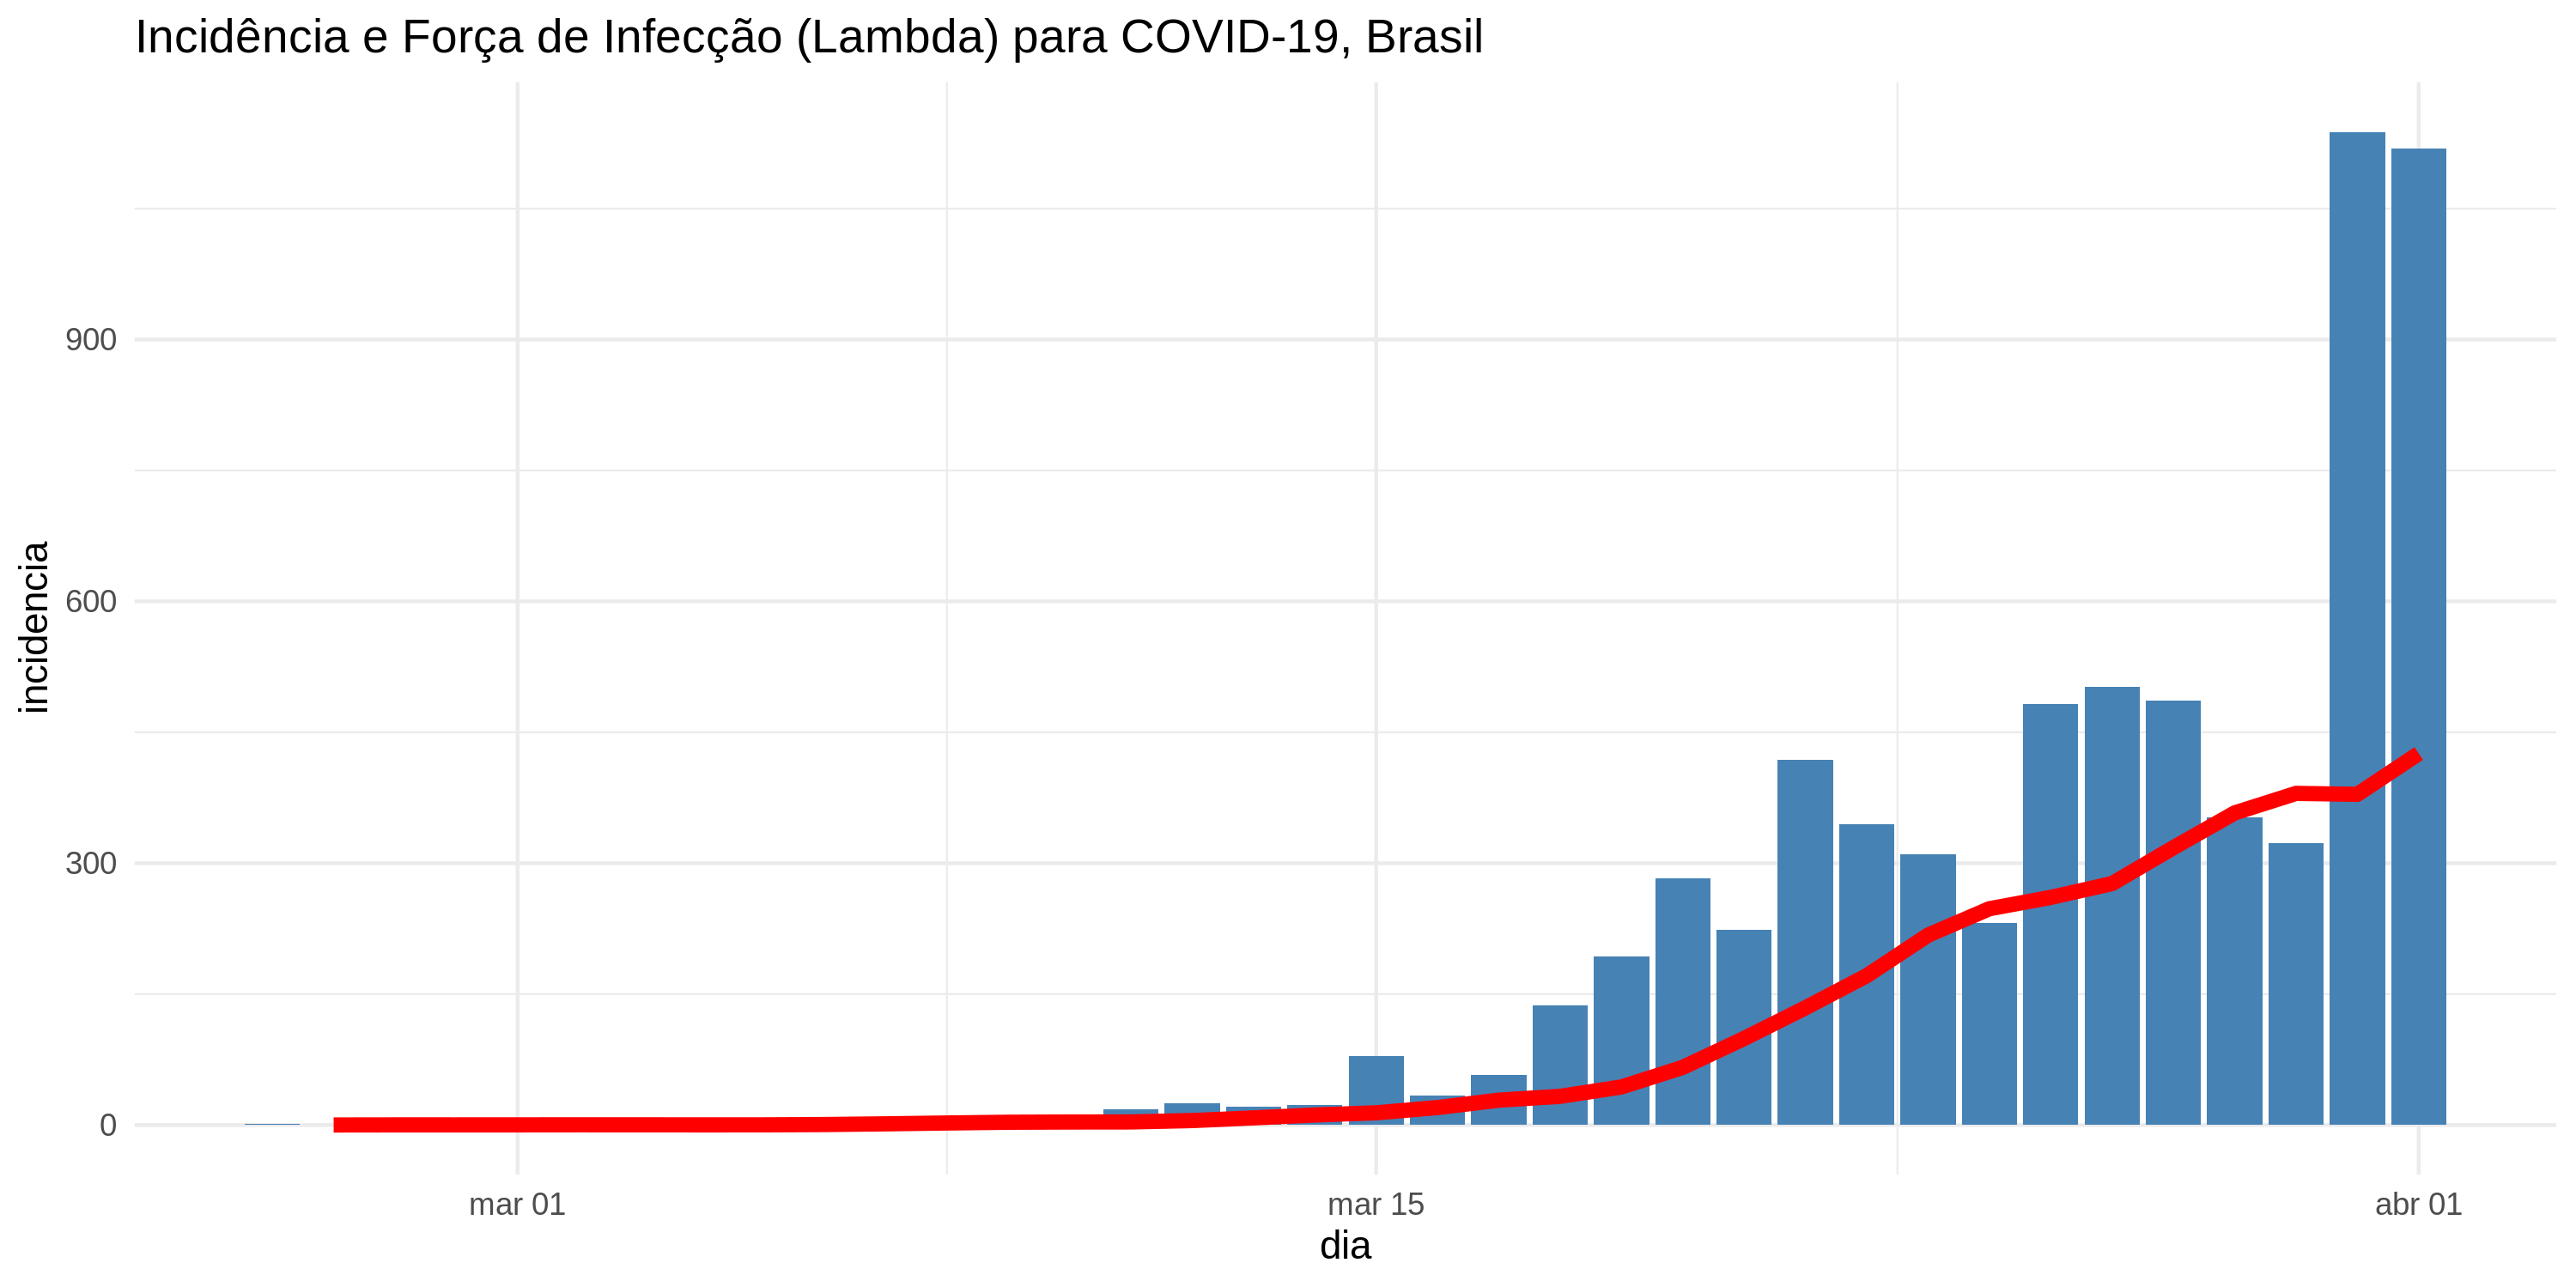 Incidência e Força de Infecção (Lambda) para COVID-19, Brasil
incidencia
900
600
300
0
mar 01
mar 15
abr 01
dia